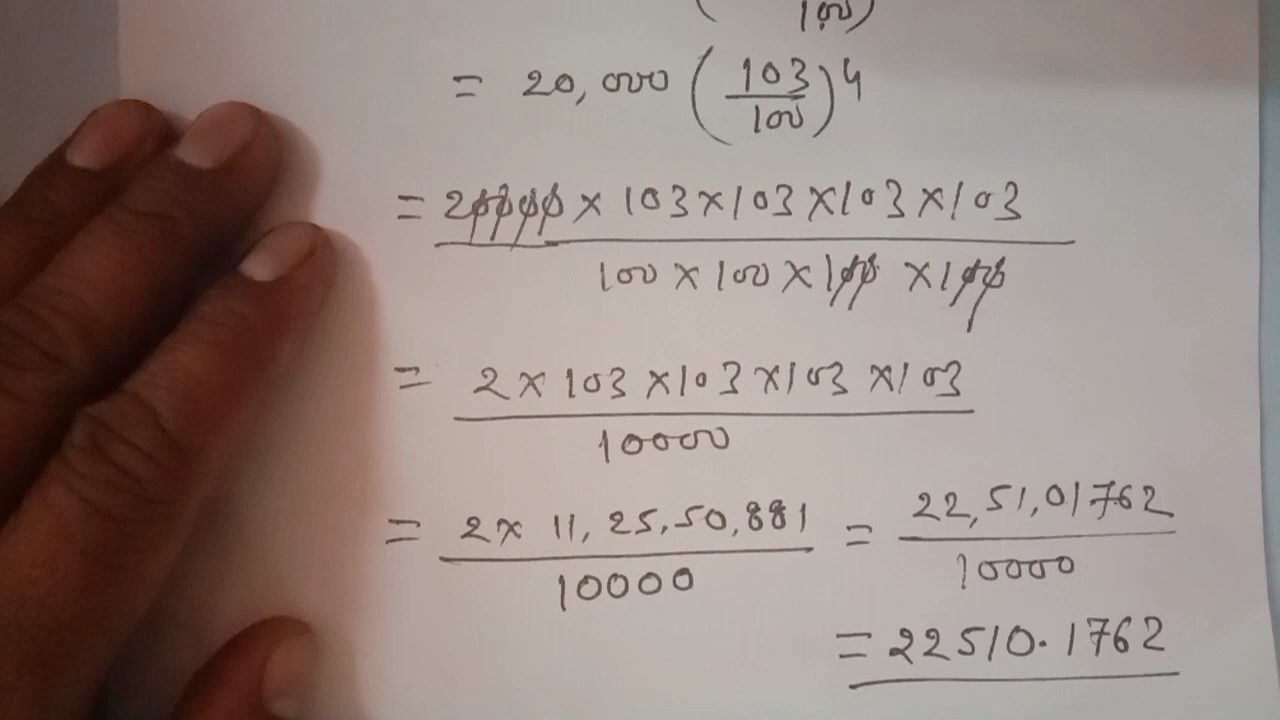 (100)
= 20,000 (103/100)4
= 20000 × 103 × 103 × 103 × 103
100 × 100 × 100 × 100
= 2 × 103 × 103 × 103 × 103
10000
= 2 × 11,25,50,881 = 22,51,01762
10000 10000
= 22510.1762